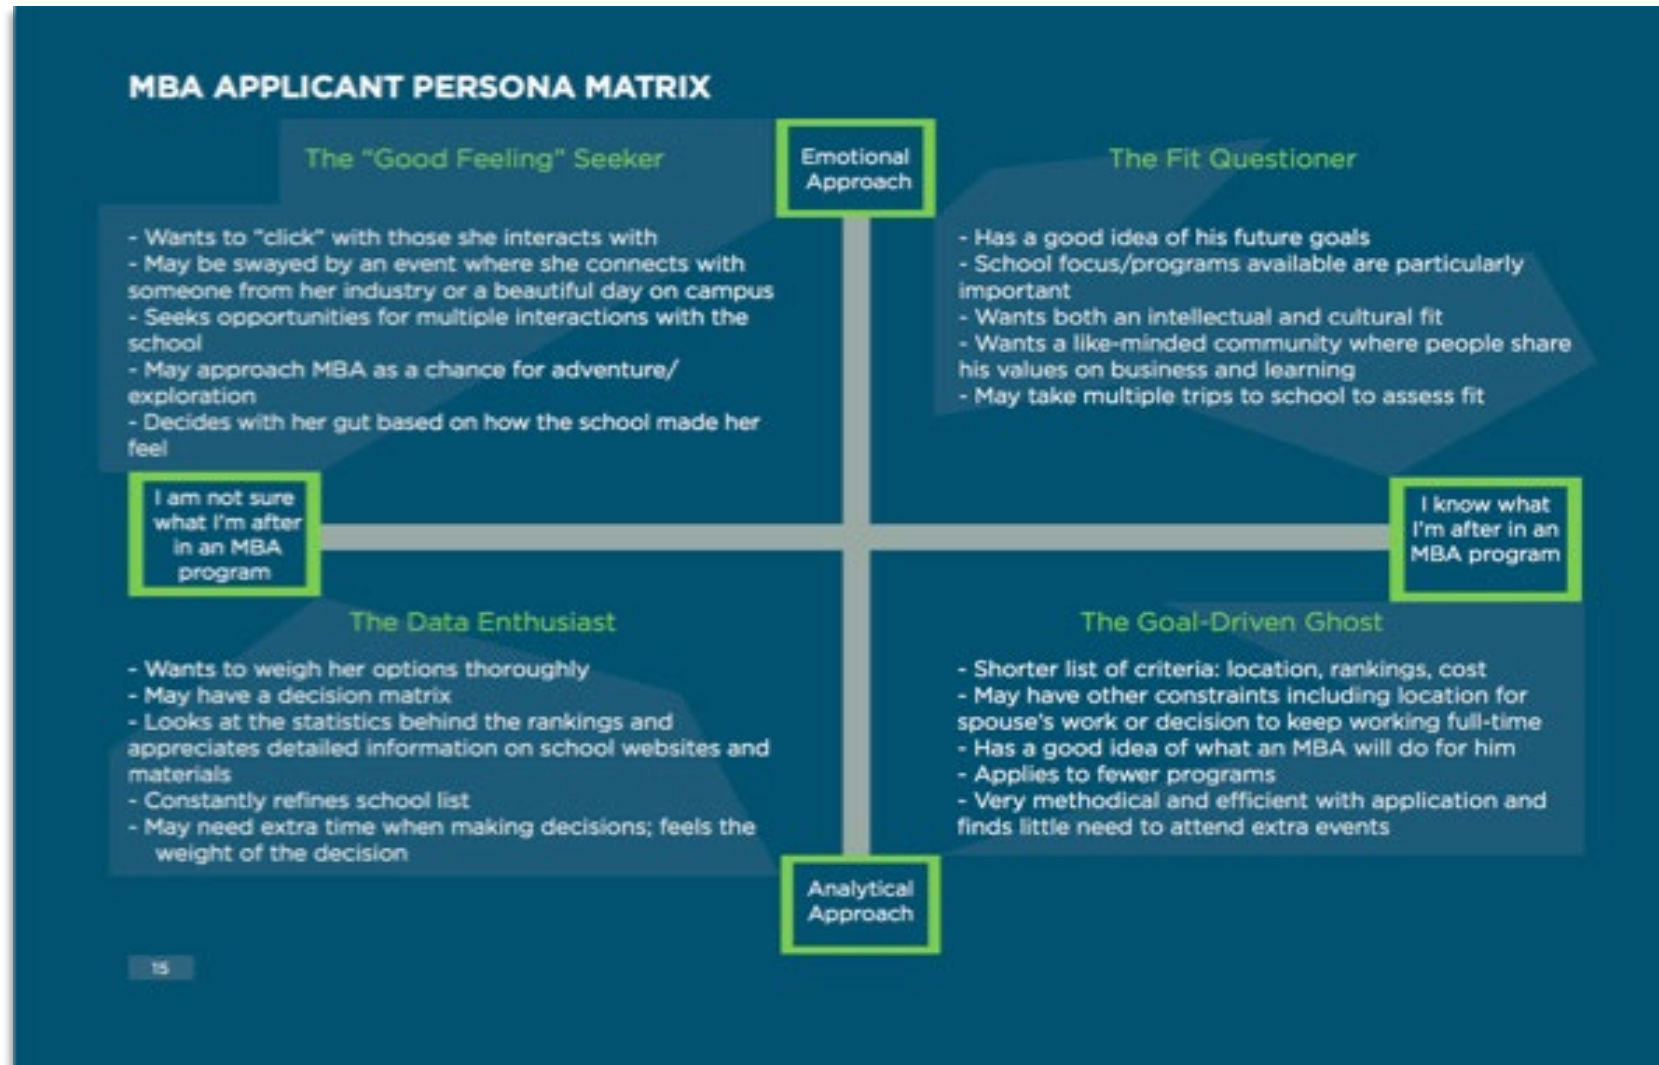 MBA APPLICANT PERSONA MATRIX
The “Good Feeling” Seeker
- Wants to “click” with those she interacts with
- May be swayed by an event where she connects with
someone from her industry or a beautiful day on campus
- Seeks opportunities for multiple interactions with the
school
- May approach MBA as a chance for adventure/
exploration
- Decides with her gut based on how the school made her
feel
Emotional
Approach
The Fit Questioner
- Has a good idea of his future goals
- School focus/programs available are particularly
important
- Wants both an intellectual and cultural fit
- Wants a like-minded community where people share
his values on business and learning
- May take multiple trips to school to assess fit
I am not sure
what I'm after
in an MBA
program
I know what
I'm after in an
MBA program
The Data Enthusiast
- Wants to weigh her options thoroughly
- May have a decision matrix
- Looks at the statistics behind the rankings and
appreciates detailed information on school websites and
materials
- Constantly refines school list
- May need extra time when making decisions; feels the
weight of the decision
The Goal-Driven Ghost
- Shorter list of criteria: location, rankings, cost
- May have other constraints including location for
spouse's work or decision to keep working full-time
- Has a good idea of what an MBA will do for him
- Applies to fewer programs
- Very methodical and efficient with application and
finds little need to attend extra events
Analytical
Approach
15